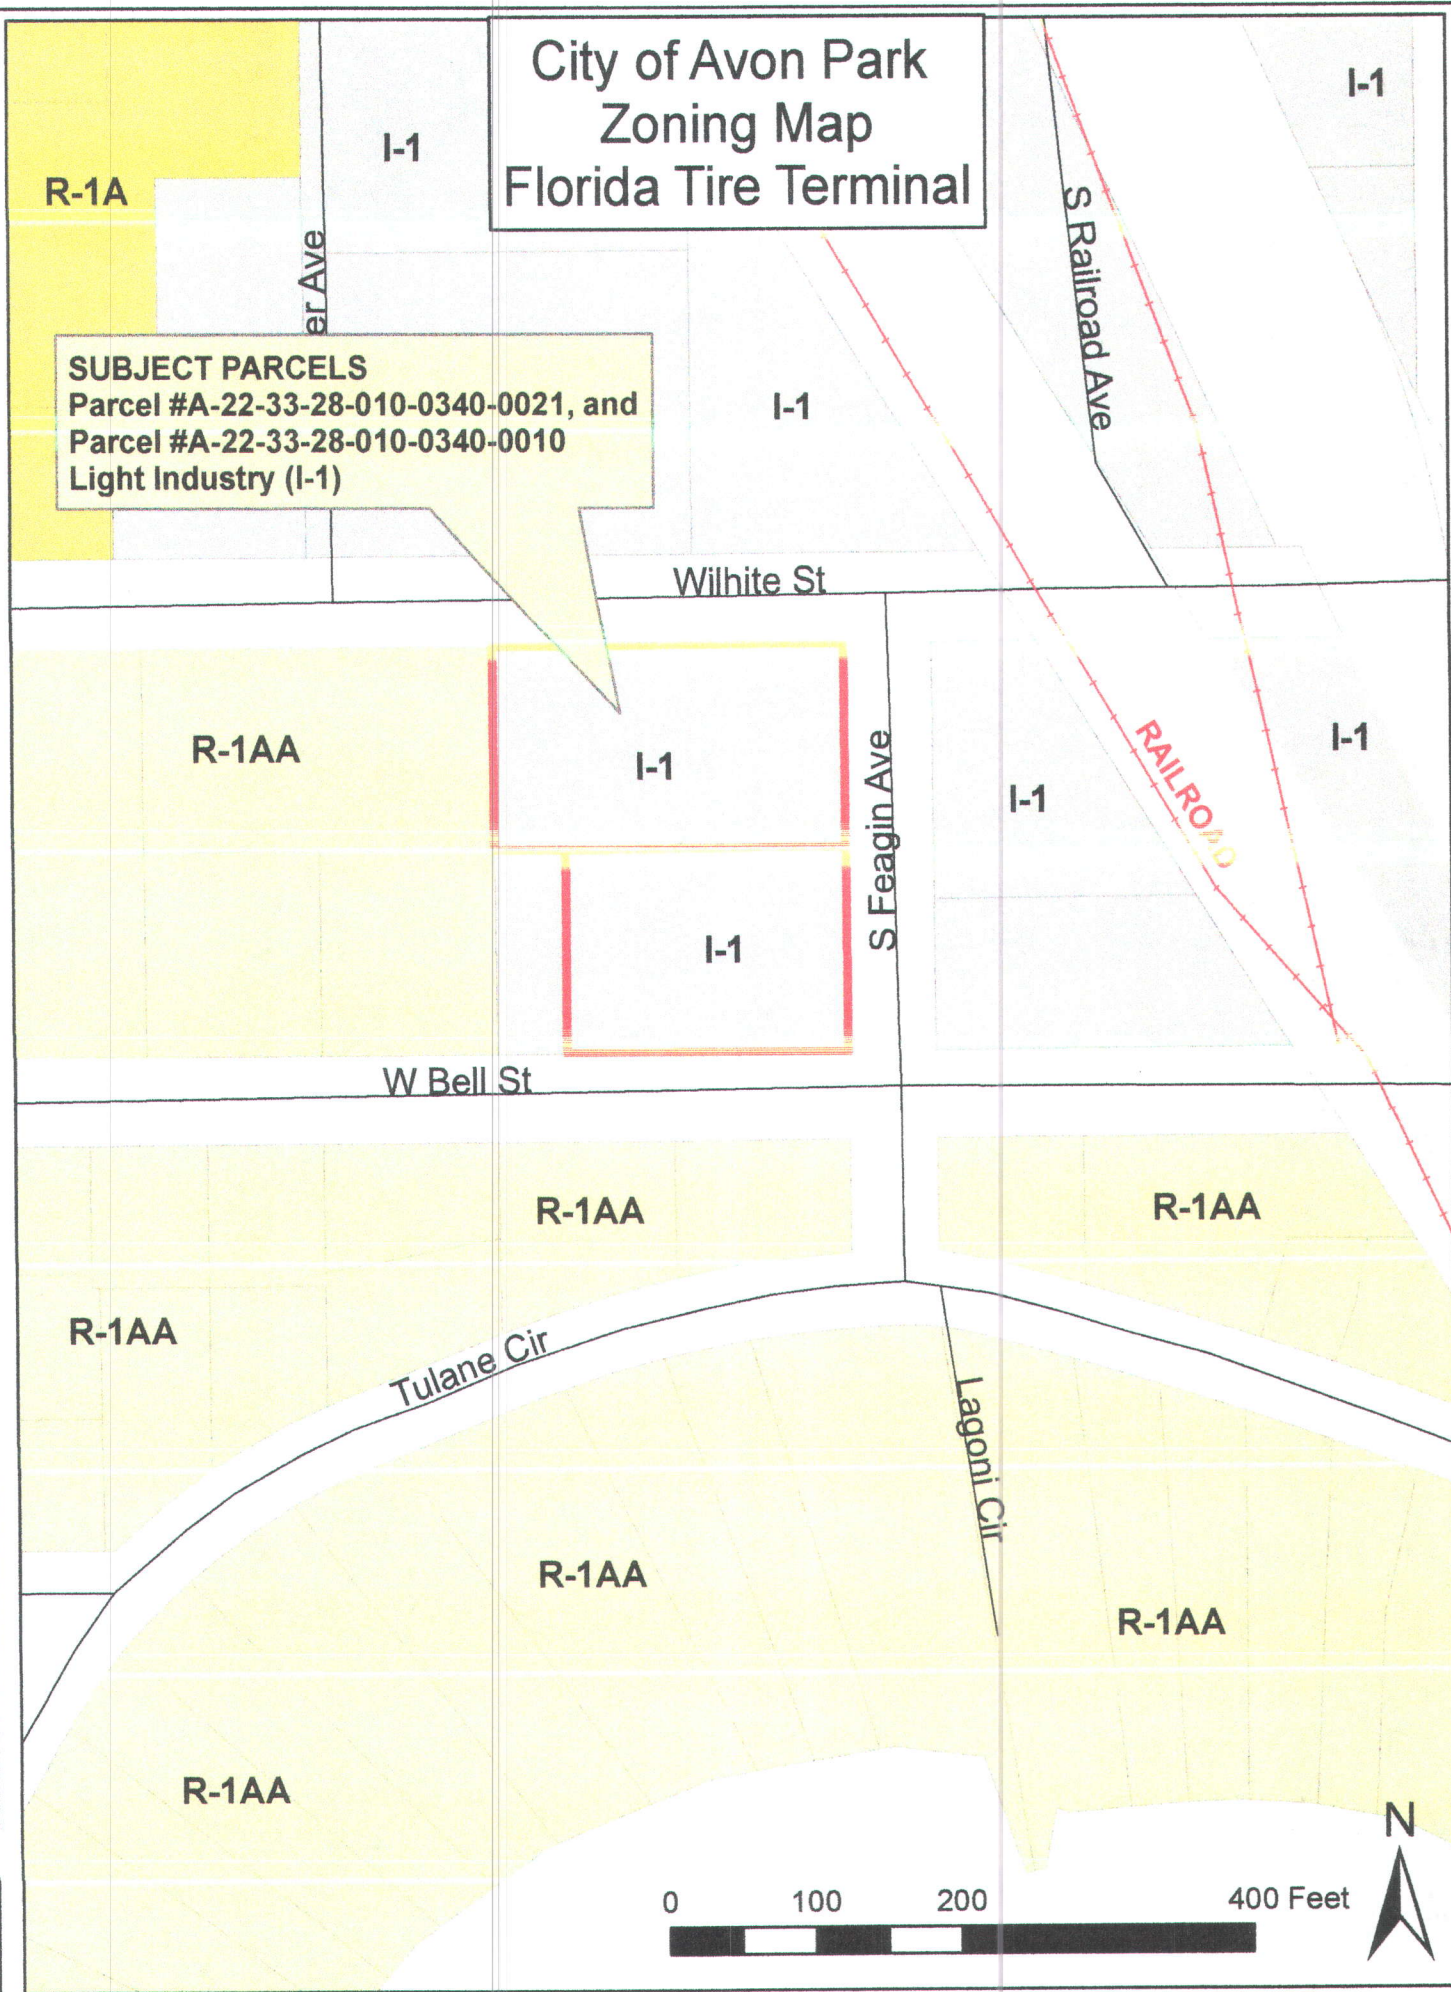 City of Avon Park
Zoning Map
Florida Tire Terminal
I-1
I-1
R-1A
er Ave
S Railroad Ave
SUBJECT PARCELS
Parcel #A-22-33-28-010-0340-0021, and
Parcel #A-22-33-28-010-0340-0010
Light Industry (I-1)
I-1
Wilhite St
R-1AA
I-1
S Feagin Ave
I-1
RAILROAD
I-1
I-1
W Bell St
R-1AA
R-1AA
R-1AA
Tulane Cir
Lagoni Cir
R-1AA
R-1AA
R-1AA
N
0 100 200 400 Feet